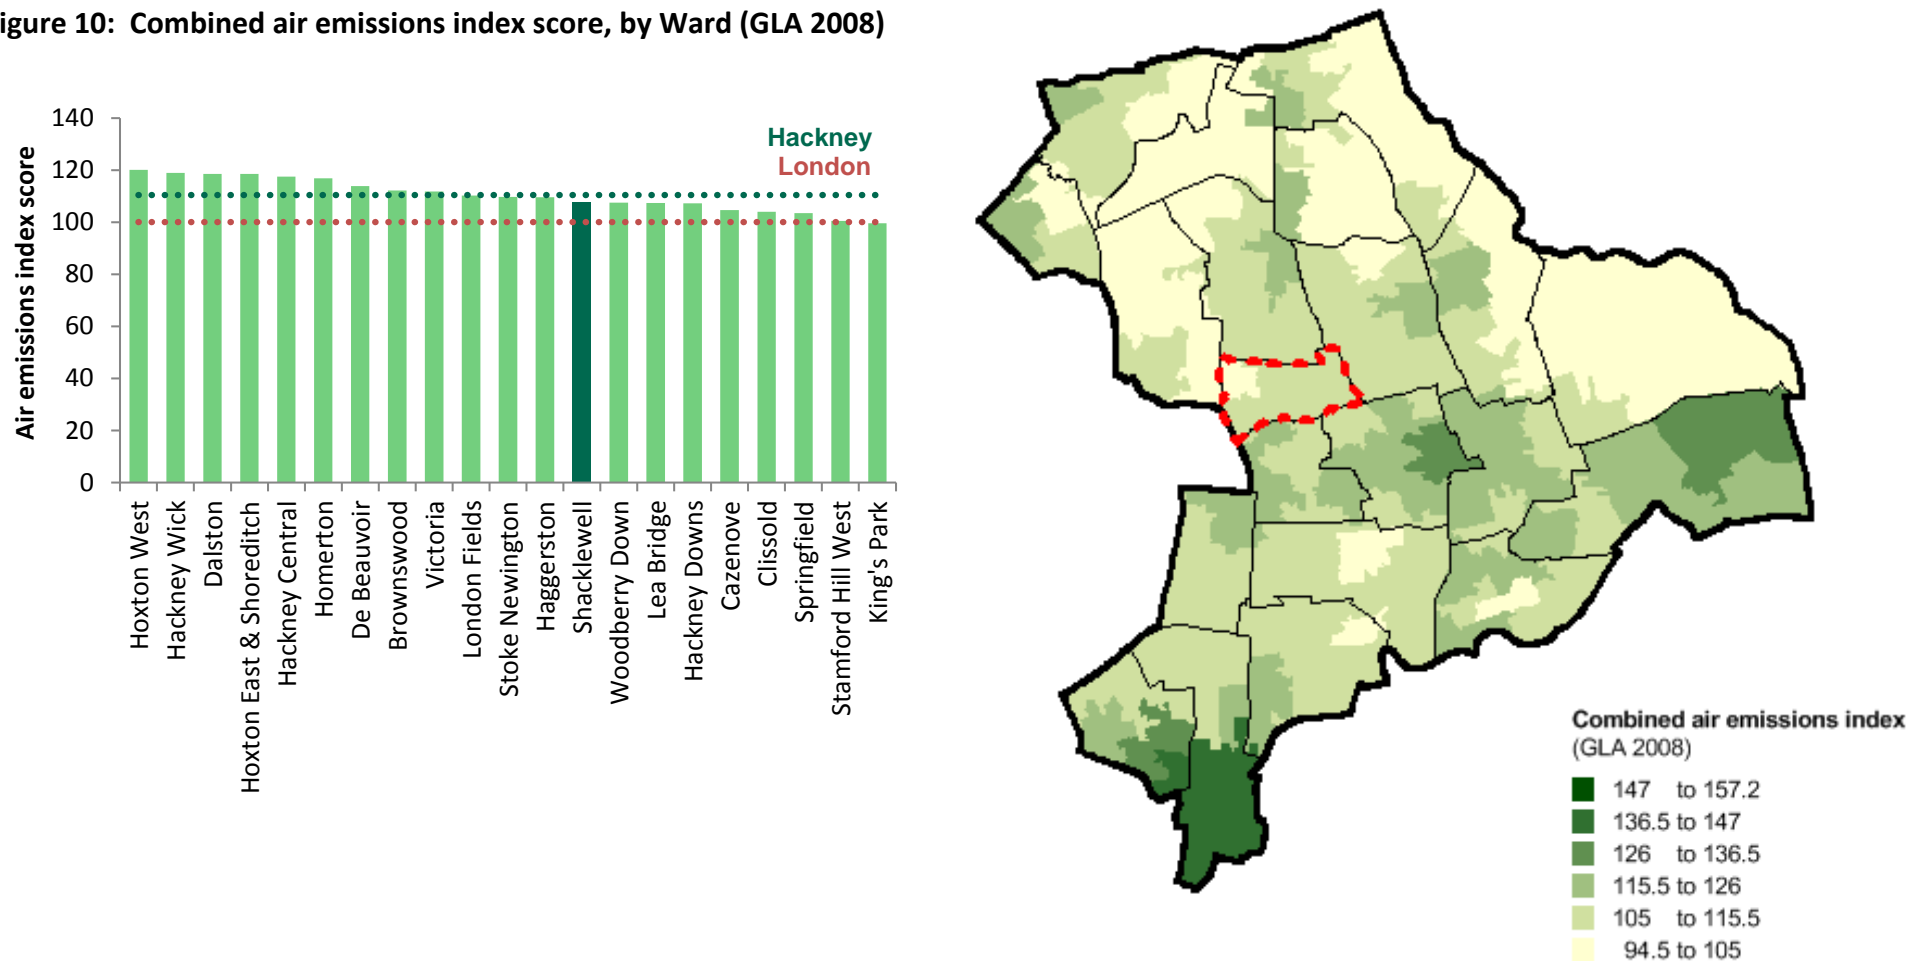 igure 10: Combined air emissions index score, by Ward (GLA 2008)
Air emissions index score
140
120
100
80
60
40
20
0
Hackney
London
Hoxton West
Hackney Wick
Dalston
Hoxton East & Shoreditch
Hackney Central
Homerton
De Beauvoir
Brownswood
Victoria
London Fields
Stoke Newington
Haggerston
Shacklewell
Woodberry Down
Lea Bridge
Hackney Downs
Cazenove
Clissold
Springfield
Stamford Hill West
King's Park
Combined air emissions index
(GLA 2008)
147 to 157.2
136.5 to 147
126 to 136.5
115.5 to 126
105 to 115.5
94.5 to 105